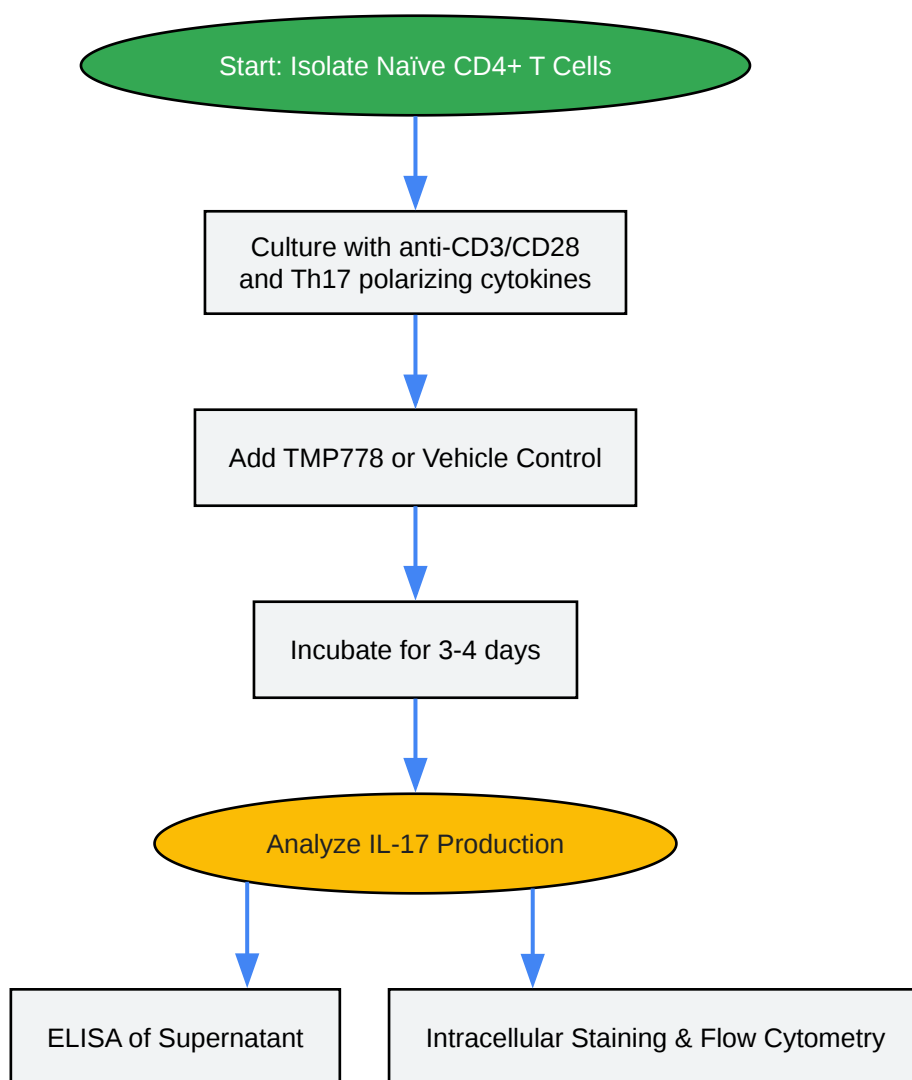 Start: Isolate Naïve CD4+ T Cells
Culture with anti-CD3/CD28
and Th17 polarizing cytokines
Add TMP778 or Vehicle Control
Incubate for 3-4 days
Analyze IL-17 Production
ELISA of Supernatant
Intracellular Staining & Flow Cytometry